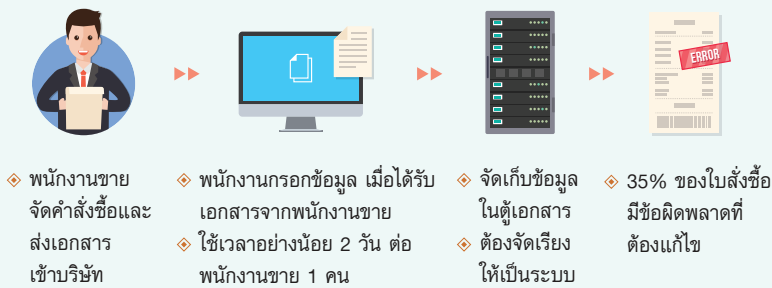 ERROR
พนักงานขาย
จัดคำสั่งซื้อและ
ส่งเอกสาร
เข้าบริษัท
พนักงานกรอกข้อมูล เมื่อได้รับ
เอกสารจากพนักงานขาย
ใช้เวลาอย่างน้อย 2 วัน ต่อ
พนักงานขาย 1 คน
จัดเก็บข้อมูล
ในตู้เอกสาร
ต้องจัดเรียง
ให้เป็นระบบ
35% ของใบสั่งซื้อ
มีข้อผิดพลาดที่
ต้องแก้ไข